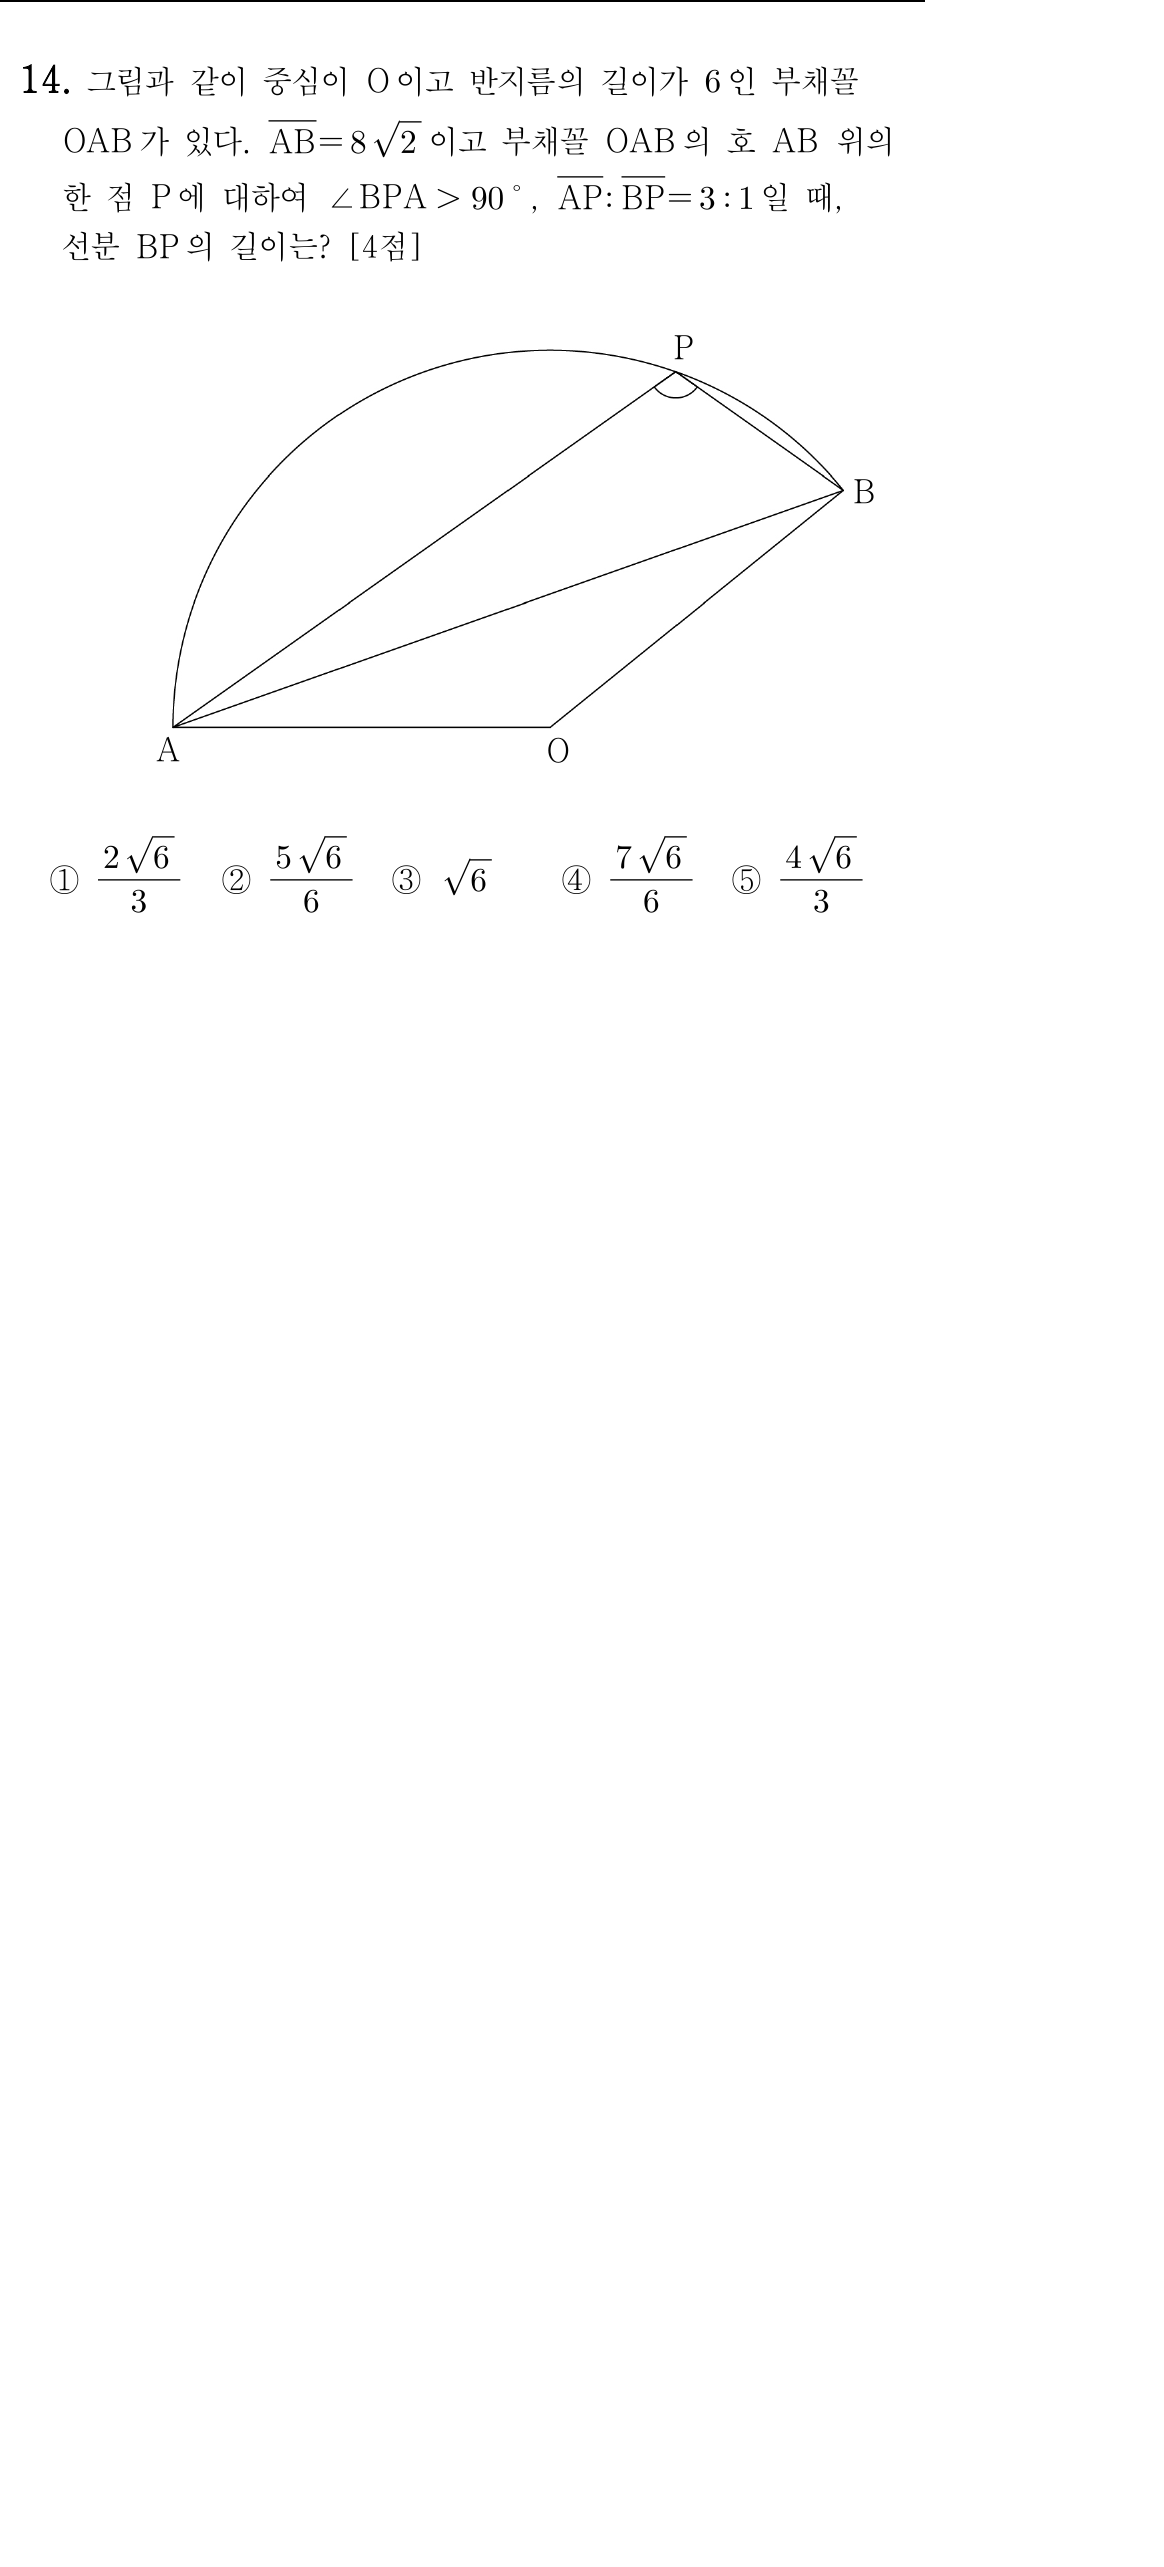 14. 그림과 같이 중심이 O이고 반지름의 길이가 6인 부채꼴
OAB가 있다. $\overline{AB}=8\sqrt{2}$ 이고 부채꼴 OAB의 호 AB 위의
한 점 P에 대하여 ∠BPA > 90°, $\overline{AP}:\overline{BP}=3:1$일 때,
선분 BP의 길이는? [4점]
P
B
A
O
① $\frac{2\sqrt{6}}{3}$ ② $\frac{5\sqrt{6}}{6}$ ③ $\sqrt{6}$ ④ $\frac{7\sqrt{6}}{6}$ ⑤ $\frac{4\sqrt{6}}{3}$